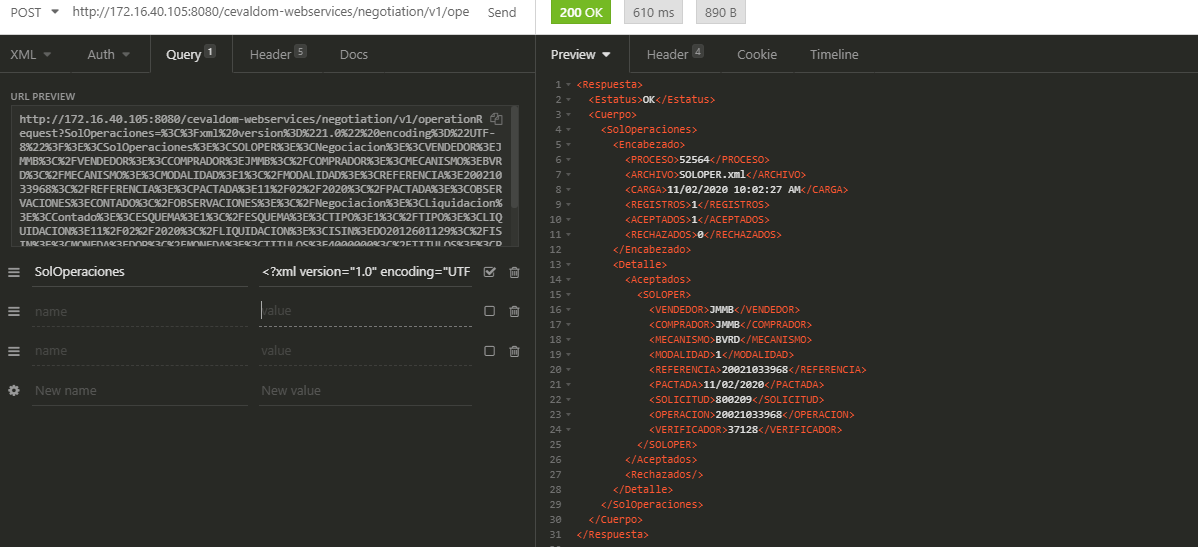 POST http://172.16.40.105:8080/cevaldom-webservices/negotiation/v1/ope Send 200 OK 610 ms 890 B
XML Auth Query 1 Header 5 Docs
URL PREVIEW
http://172.16.40.105:8080/cevaldom-webservices/negotiation/v1/operationR
equest?SolOperaciones=%3C%3Fxml%20version%3D%221.0%22%20encoding%3D%22UTF-
8%22%3F%3E%3CSolOperaciones%3E%3CSOLOPER%3E%3CNegociacion%3E%3CVENDEDOR%3EJ
MMB%3C%2FVENDEDOR%3E%3CCOMPRADOR%3EJMMB%3C%2FCOMPRADOR%3E%3CMECANISMO%3EBVR
D%3C%2FMECANISMO%3E%3CMODALIDAD%3E1%3C%2FMODALIDAD%3E%3CREFERENCIA%3E200210
33968%3C%2FREFERENCIA%3E%3CPACTADA%3E11%2F02%2F2020%3C%2FPACTADA%3E%3COBSER
VACIONES%3ECONTADO%3C%2FOBSERVACIONES%3E%3C%2FNegociacion%3E%3CLiquidacion%
3E%3CContado%3E%3CESQUEMA%3E1%3C%2FESQUEMA%3E%3CTIPO%3E1%3C%2FTIPO%3E%3CLIQ
UIDACION%3E11%2F02%2F2020%3C%2FLIQUIDACION%3E%3CISIN%3EDO2012601129%3C%2FIS
IN%3E%3CMONEDA%3EDOP%3C%2FMONEDA%3E%3CTITULOS%3E4000000%3C%2FTITULOS%3E%3CP
SolOperaciones <?xml version="1.0" encoding="UTF
name value
name value
New name New value
Preview Header 4 Cookie Timeline
1 <Respuesta>
2 <Estatus>OK</Estatus>
3 <Cuerpo>
4 <SolOperaciones>
5 <Encabezado>
6 <PROCESO>52564</PROCESO>
7 <ARCHIVO>SOLOPER.xml</ARCHIVO>
8 <CARGA>11/02/2020 10:02:27 AM</CARGA>
9 <REGISTROS>1</REGISTROS>
10 <ACEPTADOS>1</ACEPTADOS>
11 <RECHAZADOS>0</RECHAZADOS>
12 </Encabezado>
13 <Detalle>
14 <Aceptados>
15 <SOLOPER>
16 <VENDEDOR>JMMB</VENDEDOR>
17 <COMPRADOR>JMMB</COMPRADOR>
18 <MECANISMO>BVRD</MECANISMO>
19 <MODALIDAD>1</MODALIDAD>
20 <REFERENCIA>20021033968</REFERENCIA>
21 <PACTADA>11/02/2020</PACTADA>
22 <SOLICITUD>800209</SOLICITUD>
23 <OPERACION>20021033968</OPERACION>
24 <VERIFICADOR>37128</VERIFICADOR>
25 </SOLOPER>
26 </Aceptados>
27 <Rechazados/>
28 </Detalle>
29 </SolOperaciones>
30 </Cuerpo>
31 </Respuesta>